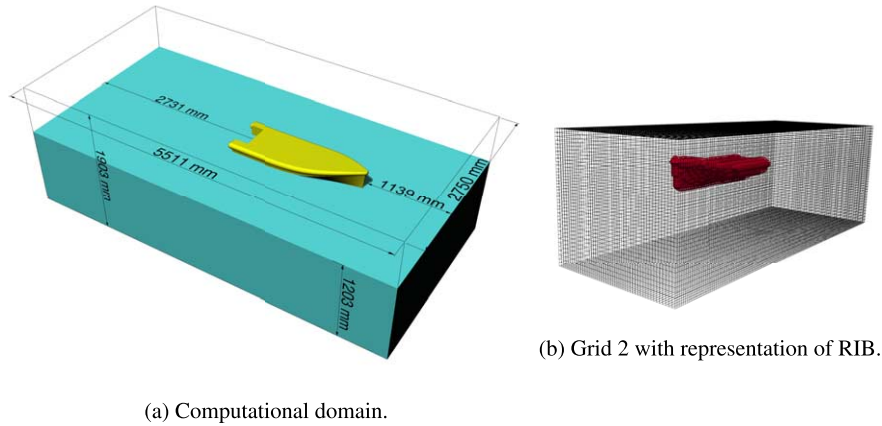 2731 mm
5511 mm
1903 mm
1139 mm
2750 mm
1203 mm
(b) Grid 2 with representation of RIB.
(a) Computational domain.